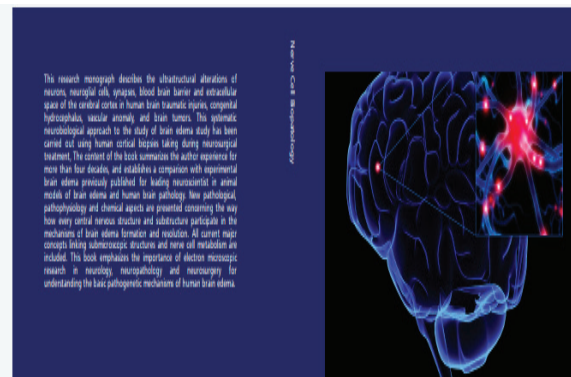 This research monograph describes the ultrastructural alterations of
neurons, neuroglial cells, synapses, blood brain barrier and extracellular
space of the cerebral cortex in human brain traumatic injuries, congenital
hydrocephalus, vascular anomaly, and brain tumors. This systematic
neurobiological approach to the study of brain edema study has been
carried out using human cortical biopsies taking during neurosurgical
treatment, The content of the book summarizes the author experience for
more than four decades, and establishes a comparison with experimental
brain edema previously published for leading neuroscientist in animal
models of brain edema and human brain pathology. New pathological,
pathophysiology and chemical aspects are presented concerning the way
how every central nervous structure and substructure participate in the
mechanisms of brain edema formation and resolution. All current major
concepts linking submicroscopic structures and nerve cell metabolism are
included. This book emphasizes the importance of electron microscopic
research in neurology, neuropathology and neurosurgery for
understanding the basic pathogenetic mechanisms of human brain edema.
Cell